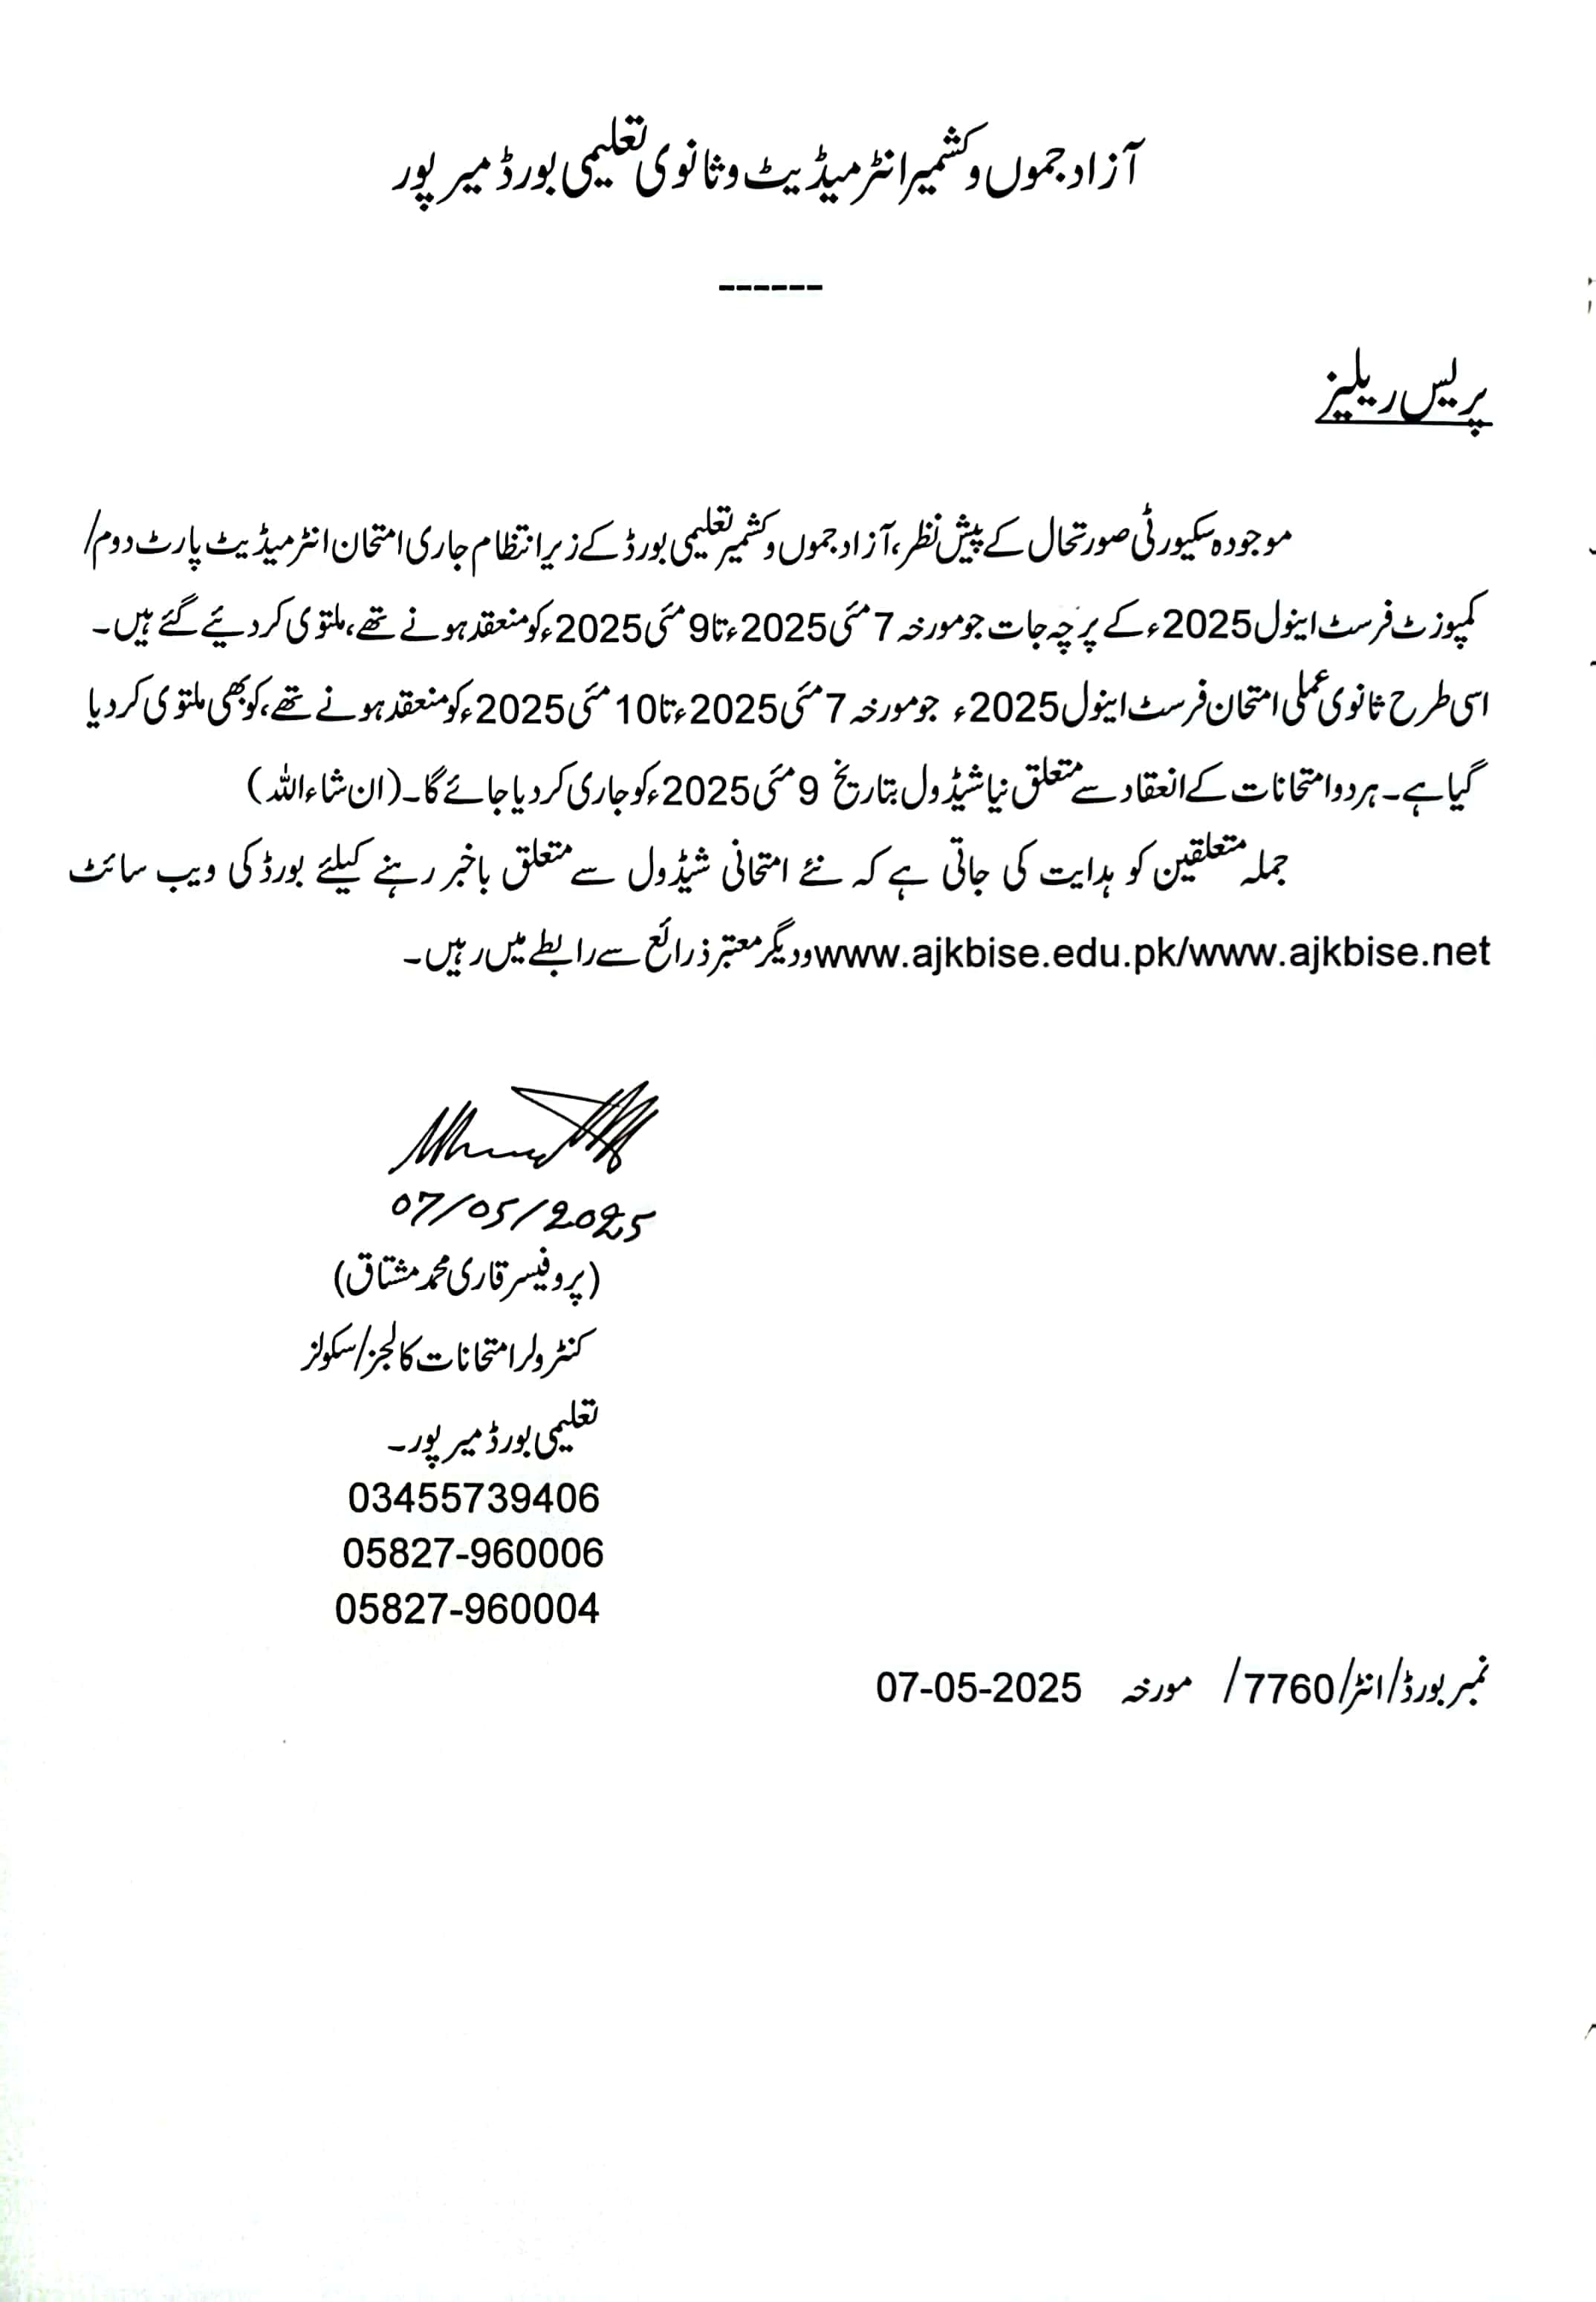 آزاد جموں و کشمیر انٹرمیڈیٹ و ثانوی تعلیمی بورڈ میرپور
------
پریس ریلیز
موجودہ سکیورٹی صورتحال کے پیش نظر، آزاد جموں و کشمیر تعلیمی بورڈ کے زیر انتظام جاری امتحان انٹرمیڈیٹ پارٹ دوم/
کمپوزٹ فرسٹ اینول 2025ء کے پرچہ جات جو مورخہ 7 مئی 2025ء تا 9 مئی 2025ء کو منعقد ہونے تھے، ملتوی کر دیئے گئے ہیں۔
اسی طرح ثانوی عملی امتحان فرسٹ اینول 2025ء جو مورخہ 7 مئی 2025ء تا 10 مئی 2025ء کو منعقد ہونے تھے، کو بھی ملتوی کر دیا
گیا ہے۔ ہر دو امتحانات کے انعقاد سے متعلق نیا شیڈول بتاریخ 9 مئی 2025ء کو جاری کر دیا جائے گا۔ (ان شاء اللہ)
جملہ متعلقین کو ہدایت کی جاتی ہے کہ نئے امتحانی شیڈول سے متعلق باخبر رہنے کیلئے بورڈ کی ویب سائٹ
www.ajkbise.edu.pk/www.ajkbise.net ودیگر معتبر ذرائع سے رابطے میں رہیں۔
07/05/2025
(پروفیسر قاری محمد مشتاق)
کنٹرولر امتحانات کالجز/سکولز
تعلیمی بورڈ میرپور۔
03455739406
05827-960006
05827-960004
نمبر بورڈ/انٹر/7760/ مورخہ 07-05-2025